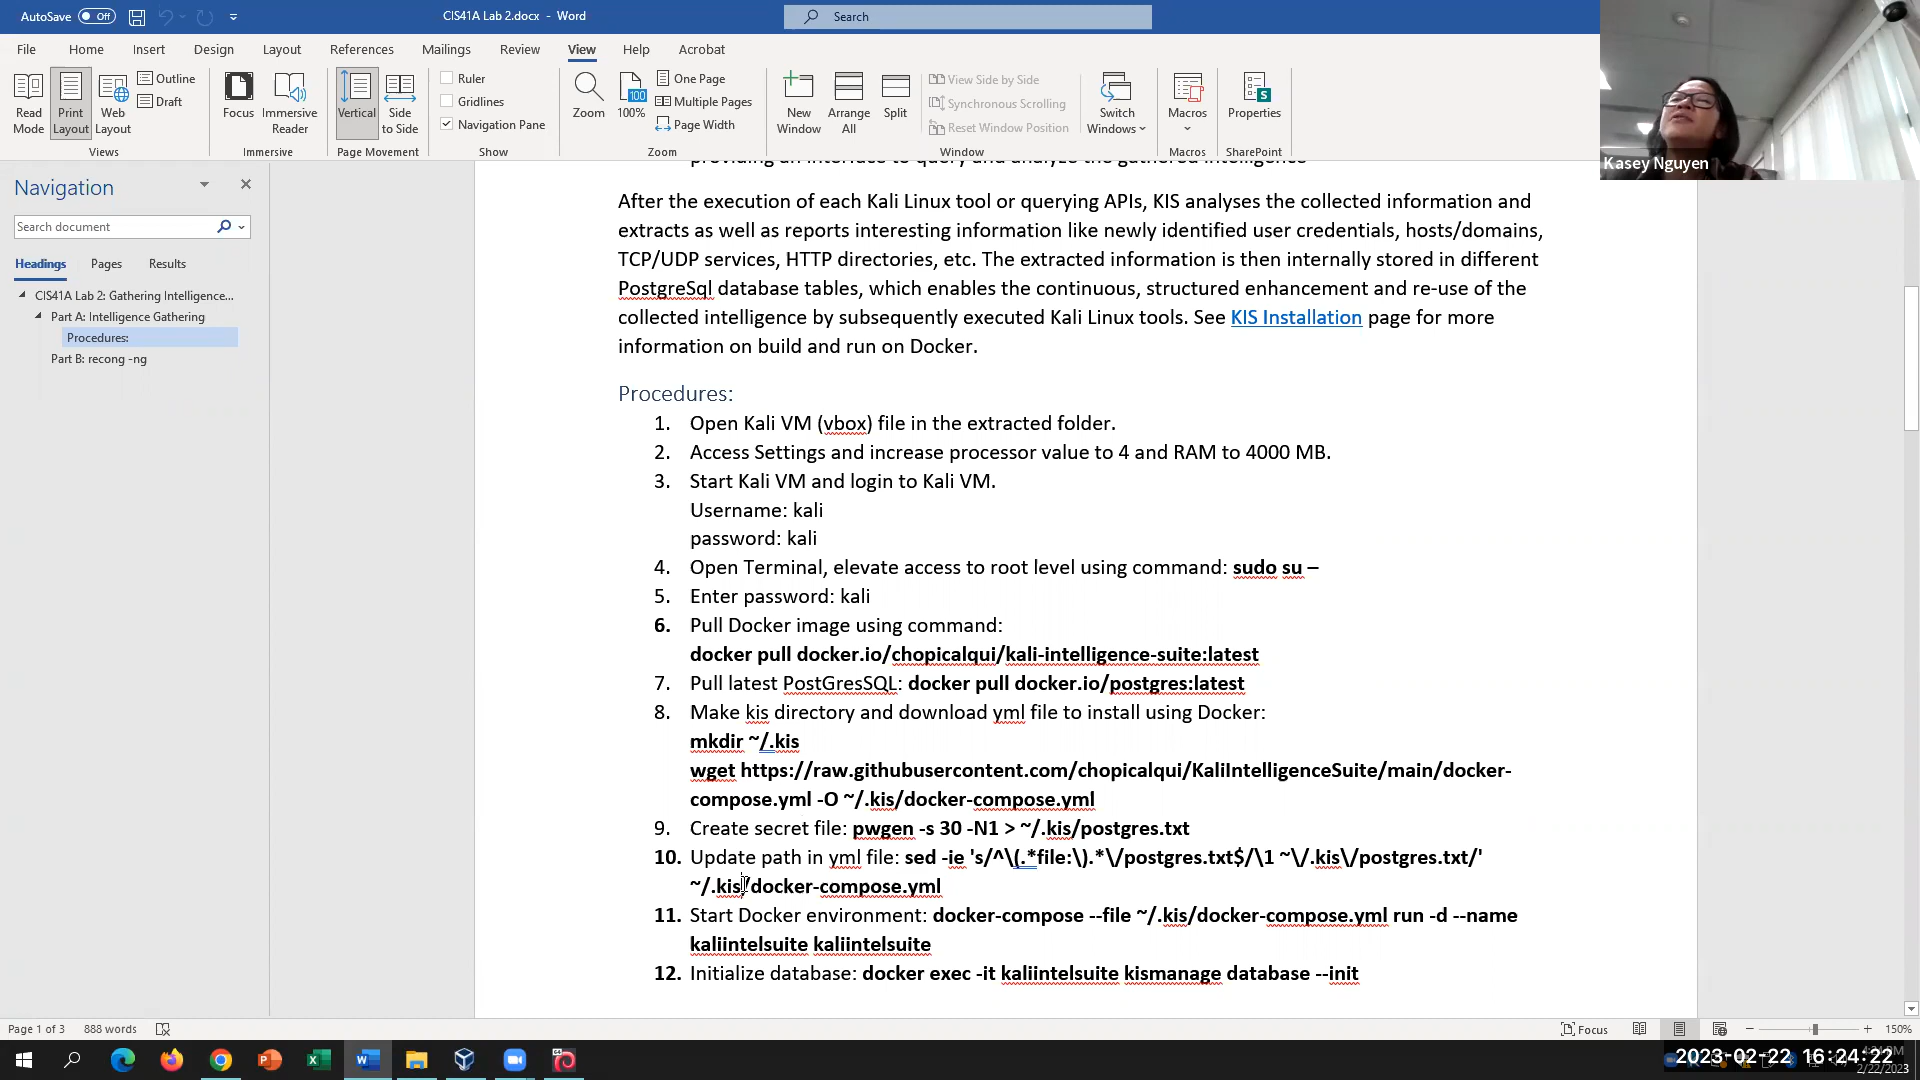 AutoSave Off CIS41A Lab 2.docx - Word Search
File Home Insert Design Layout References Mailings Review View Help Acrobat
Read Mode
Print Layout
Web Layout
Outline
Draft
Views
Focus
Immersive Reader
Immersive
Vertical
Side to Side
Page Movement
Ruler
Gridlines
Navigation Pane
Show
Zoom
100
100%
One Page
Multiple Pages
Page Width
Zoom
New Window
Arrange All
Split
View Side by Side
Synchronous Scrolling
Reset Window Position
Window
Switch Windows
Macros
Macros
Properties
SharePoint
Kasey Nguyen
Navigation
Search document
Headings Pages Results
CIS41A Lab 2: Gathering Intelligence...
Part A: Intelligence Gathering
Procedures:
Part B: recong -ng
providing an interface to query and analyze the gathered intelligence
After the execution of each Kali Linux tool or querying APIs, KIS analyses the collected information and
extracts as well as reports interesting information like newly identified user credentials, hosts/domains,
TCP/UDP services, HTTP directories, etc. The extracted information is then internally stored in different
PostgreSql database tables, which enables the continuous, structured enhancement and re-use of the
collected intelligence by subsequently executed Kali Linux tools. See KIS Installation page for more
information on build and run on Docker.
Procedures:
1. Open Kali VM (vbox) file in the extracted folder.
2. Access Settings and increase processor value to 4 and RAM to 4000 MB.
3. Start Kali VM and login to Kali VM.
Username: kali
password: kali
4. Open Terminal, elevate access to root level using command: sudo su –
5. Enter password: kali
6. Pull Docker image using command:
docker pull docker.io/chopicalqui/kali-intelligence-suite:latest
7. Pull latest PostGresSQL: docker pull docker.io/postgres:latest
8. Make kis directory and download yml file to install using Docker:
mkdir ~/.kis
wget https://raw.githubusercontent.com/chopicalqui/KaliIntelligenceSuite/main/docker-
compose.yml -O ~/.kis/docker-compose.yml
9. Create secret file: pwgen -s 30 -N1 > ~/.kis/postgres.txt
10. Update path in yml file: sed -ie 's/^\(.*file:\).*\/postgres.txt$/\1 ~\/.kis\/postgres.txt/'
~/.kis/docker-compose.yml
11. Start Docker environment: docker-compose --file ~/.kis/docker-compose.yml run -d --name
kaliintelsuite kaliintelsuite
12. Initialize database: docker exec -it kaliintelsuite kismanage database --init
Page 1 of 3 888 words Focus 150%
2023-02-22 16:24:22
2/22/2023